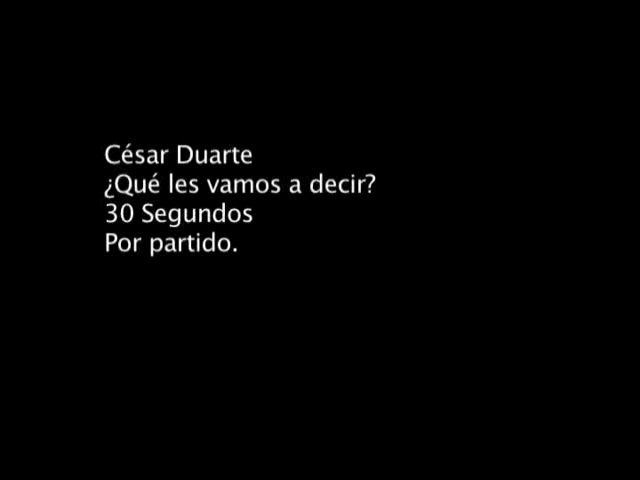 César Duarte
¿Qué les vamos a decir?
30 Segundos
Por partido.